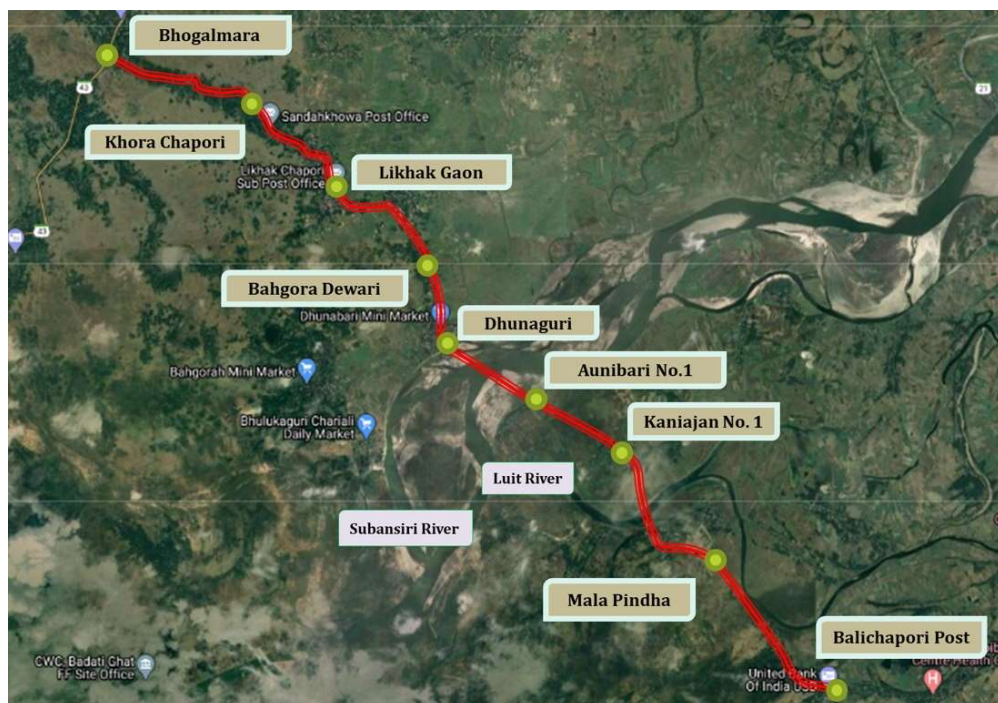 Bhogalmara
43
21
Sandahkhowa Post Office
Khora Chapori
Likhak Chapori
Sub Post Office
Likhak Gaon
43
Bahgora Dewari
Dhunabari Mini Market
Dhunaguri
Bahgorah Mini Market
Aunibari No.1
Bhulukaguri Chariali
Daily Market
Kaniajan No. 1
Luit River
Subansiri River
Mala Pindha
Balichapori Post
CWC, Badati Ghat
FF Site Office
United Bank
Of India USB
Centre Health
H